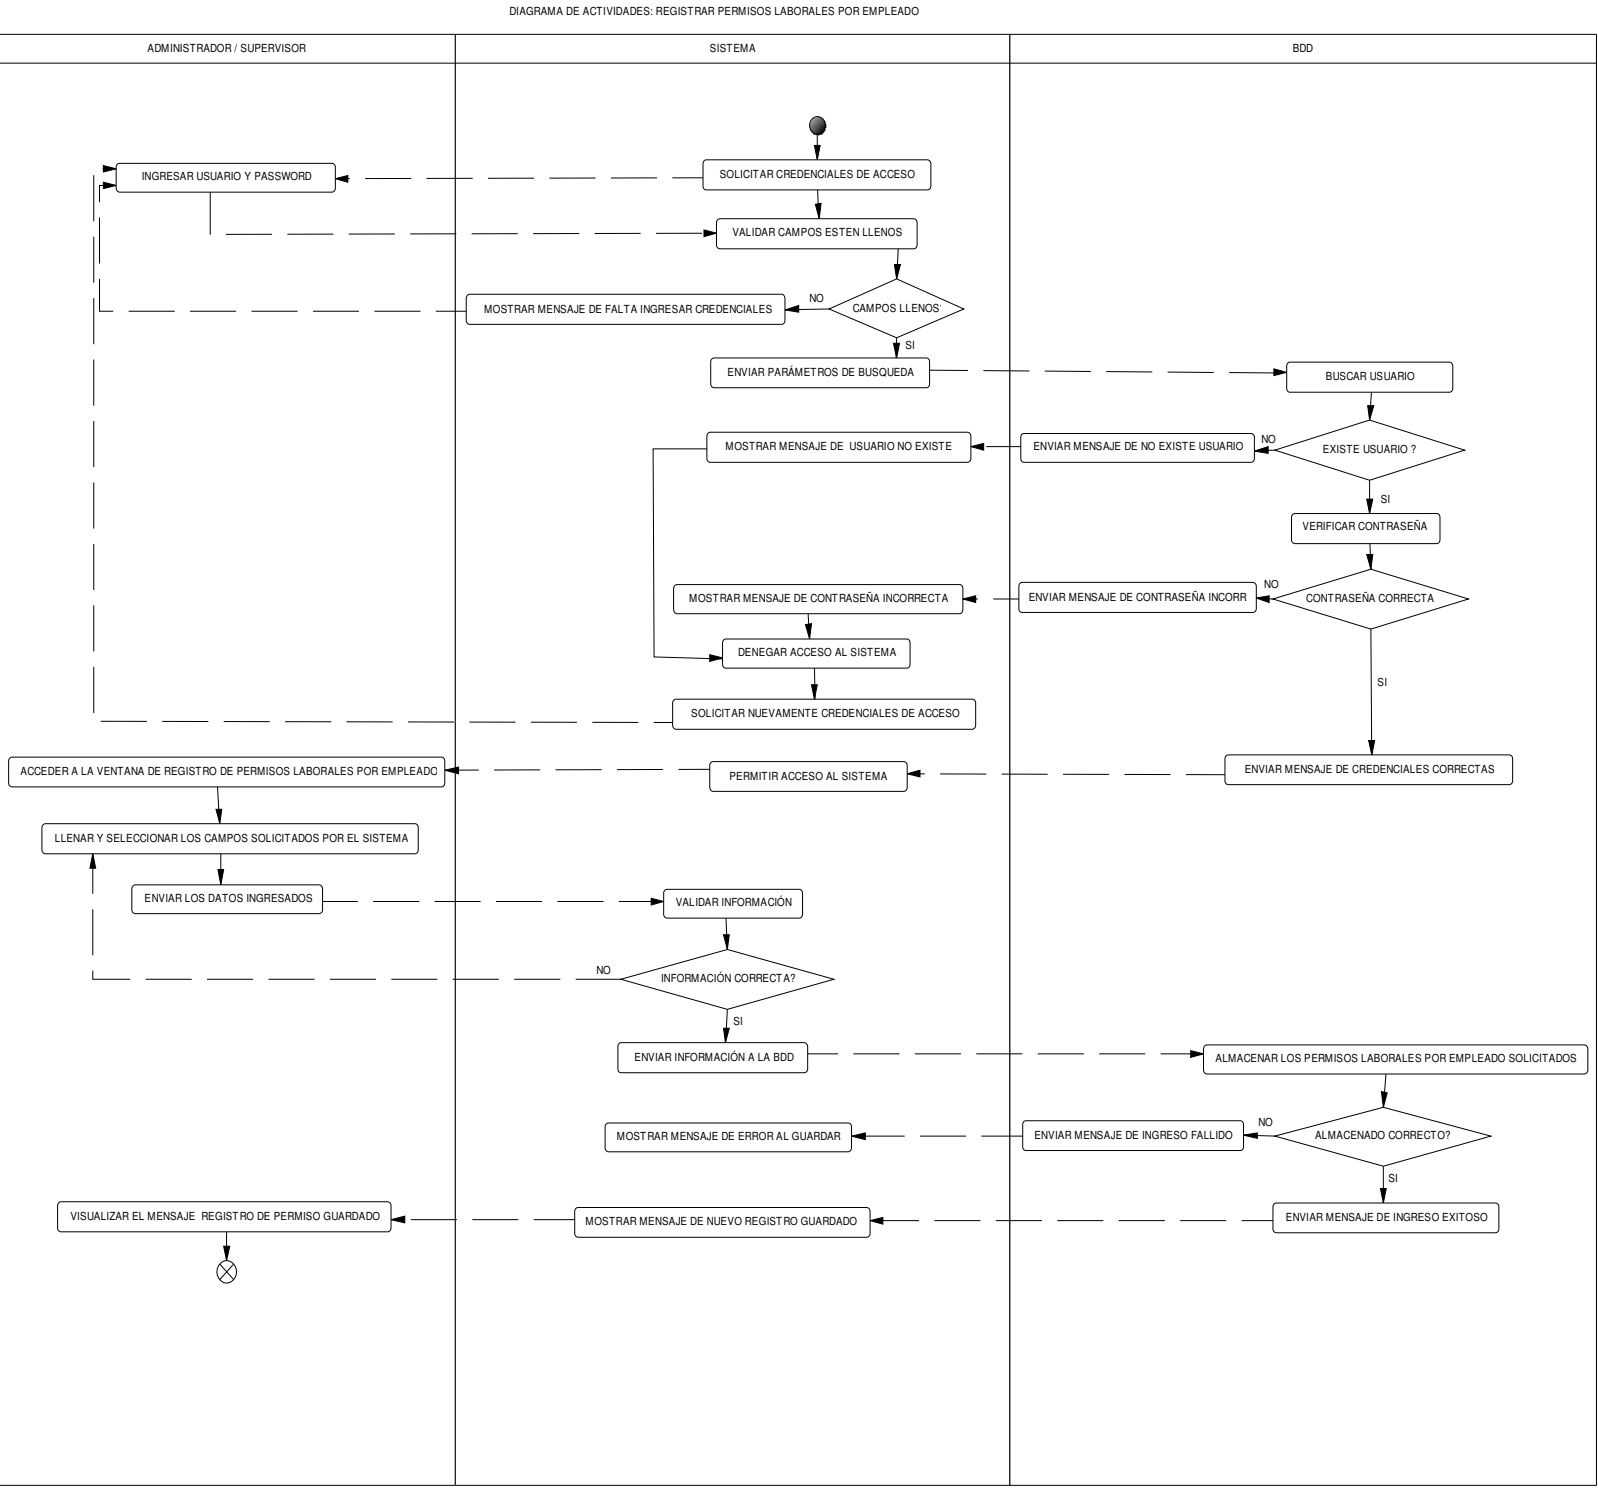 DIAGRAMA DE ACTIVIDADES: REGISTRAR PERMISOS LABORALES POR EMPLEADO
ADMINISTRADOR / SUPERVISOR
SISTEMA
BDD
SOLICITAR CREDENCIALES DE ACCESO
INGRESAR USUARIO Y PASSWORD
VALIDAR CAMPOS ESTEN LLENOS
NO
CAMPOS LLENOS
MOSTRAR MENSAJE DE FALTA INGRESAR CREDENCIALES
SI
ENVIAR PARÁMETROS DE BUSQUEDA
BUSCAR USUARIO
NO
MOSTRAR MENSAJE DE  USUARIO NO EXISTE
ENVIAR MENSAJE DE NO EXISTE USUARIO
EXISTE USUARIO ?
SI
VERIFICAR CONTRASEÑA
NO
MOSTRAR MENSAJE DE CONTRASEÑA INCORRECTA
ENVIAR MENSAJE DE CONTRASEÑA INCORR
CONTRASEÑA CORRECTA
DENEGAR ACCESO AL SISTEMA
SI
SOLICITAR NUEVAMENTE CREDENCIALES DE ACCESO
ACCEDER A LA VENTANA DE REGISTRO DE PERMISOS LABORALES POR EMPLEADO
PERMITIR ACCESO AL SISTEMA
ENVIAR MENSAJE DE CREDENCIALES CORRECTAS
LLENAR Y SELECCIONAR LOS CAMPOS SOLICITADOS POR EL SISTEMA
ENVIAR LOS DATOS INGRESADOS
VALIDAR INFORMACIÓN
NO
INFORMACIÓN CORRECTA?
SI
ENVIAR INFORMACIÓN A LA BDD
ALMACENAR LOS PERMISOS LABORALES POR EMPLEADO SOLICITADOS
NO
MOSTRAR MENSAJE DE ERROR AL GUARDAR
ENVIAR MENSAJE DE INGRESO FALLIDO
ALMACENADO CORRECTO?
SI
VISUALIZAR EL MENSAJE  REGISTRO DE PERMISO GUARDADO
MOSTRAR MENSAJE DE NUEVO REGISTRO GUARDADO
ENVIAR MENSAJE DE INGRESO EXITOSO